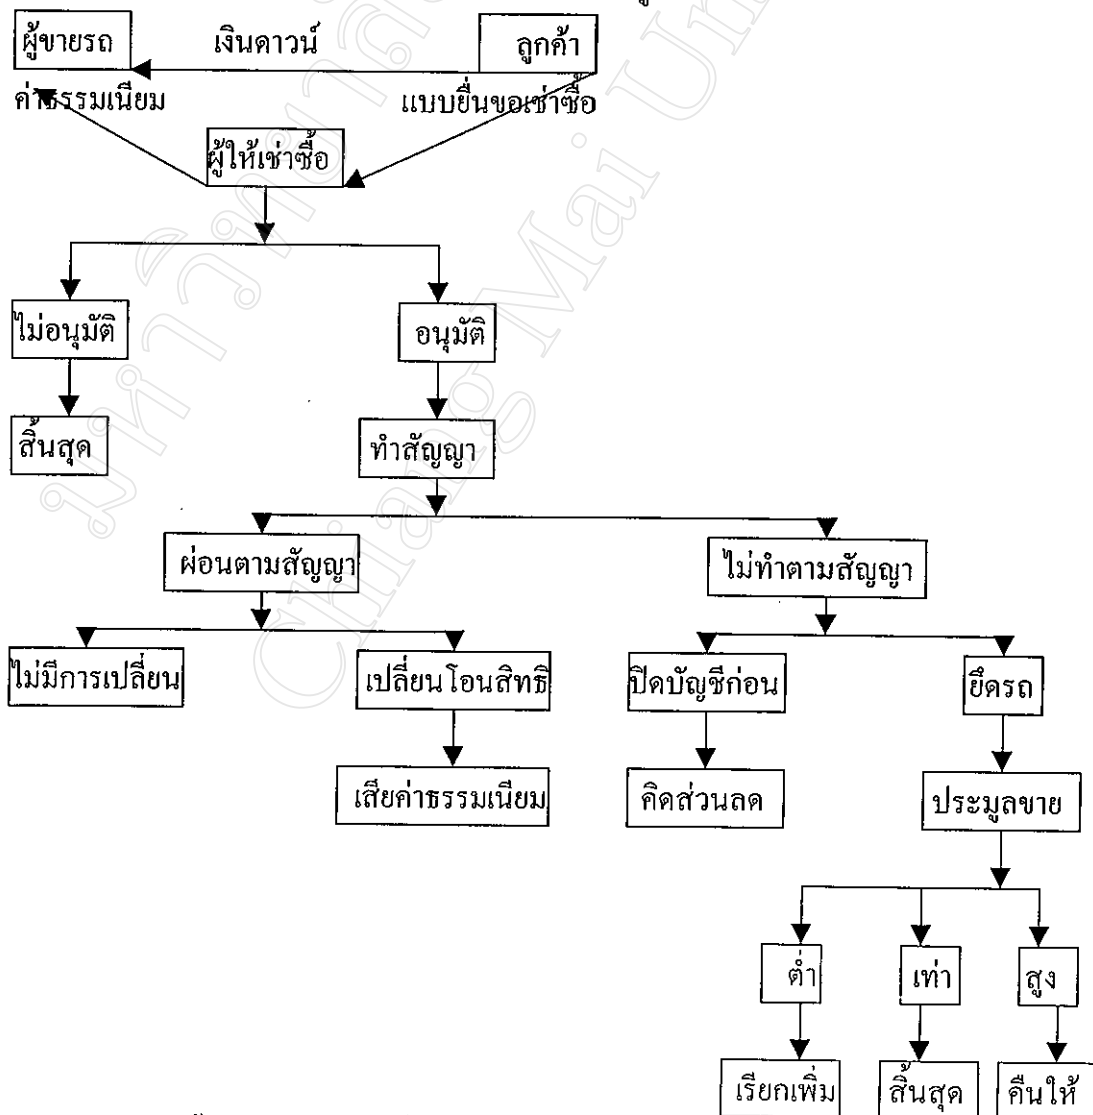 ผู้ขายรถ เงินดาวน์ ลูกค้า
ค่าธรรมเนียม แบบยื่นขอเช่าซื้อ
ผู้ให้เช่าซื้อ
ไม่อนุมัติ อนุมัติ
สิ้นสุด ทำสัญญา
ผ่อนตามสัญญา ไม่ทำตามสัญญา
ไม่มีการเปลี่ยน เปลี่ยนโอนสิทธิ ปิดบัญชีก่อน ยึดรถ
เสียค่าธรรมเนียม คิดส่วนลด ประมูลขาย
ต่ำ เท่า สูง
เรียกเพิ่ม สิ้นสุด คืนให้
Chiang Mai Un